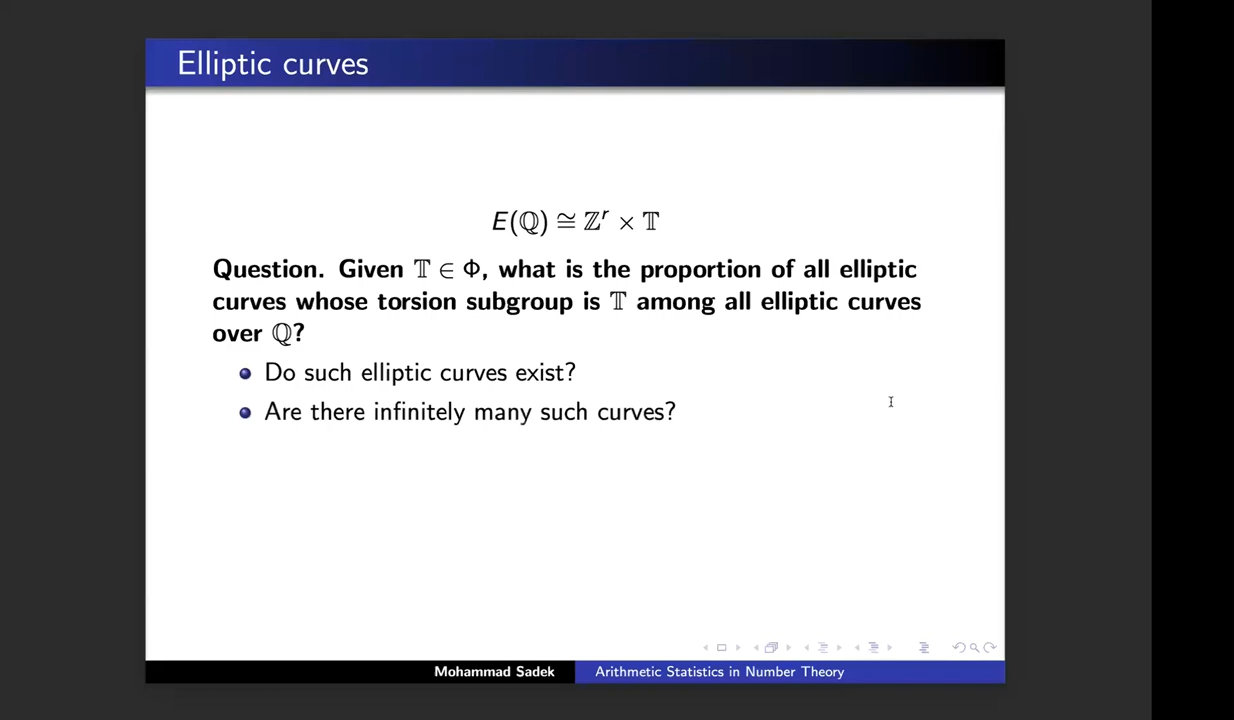 Elliptic curves
E(ℚ) ≅ ℤʳ × 𝕋
Question. Given 𝕋 ∈ Φ, what is the proportion of all elliptic
curves whose torsion subgroup is 𝕋 among all elliptic curves
over ℚ?
Do such elliptic curves exist?
Are there infinitely many such curves?
Mohammad Sadek
Arithmetic Statistics in Number Theory